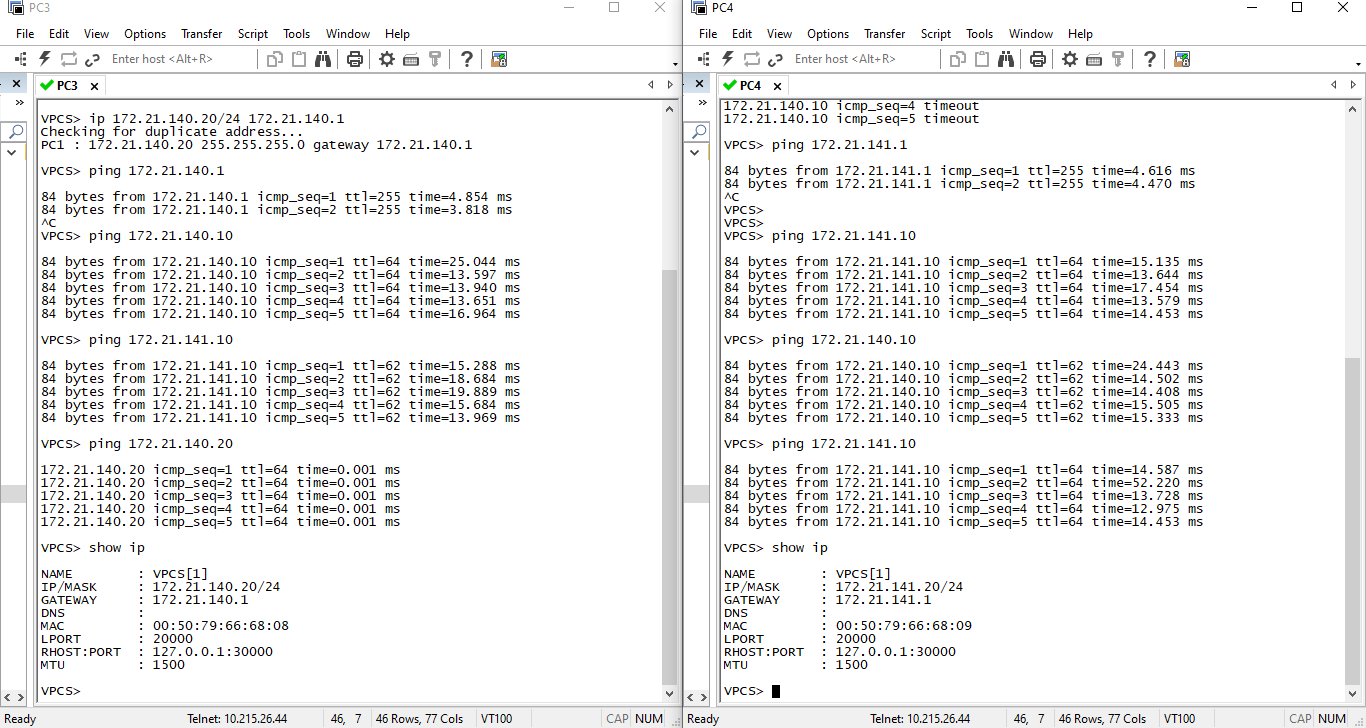 PC3
File Edit View Options Transfer Script Tools Window Help
Enter host <Alt+R>
PC3
VPCS> ip 172.21.140.20/24 172.21.140.1
Checking for duplicate address...
PC1 : 172.21.140.20 255.255.255.0 gateway 172.21.140.1
VPCS> ping 172.21.140.1
84 bytes from 172.21.140.1 icmp_seq=1 ttl=255 time=4.854 ms
84 bytes from 172.21.140.1 icmp_seq=2 ttl=255 time=3.818 ms
^C
VPCS> ping 172.21.140.10
84 bytes from 172.21.140.10 icmp_seq=1 ttl=64 time=25.044 ms
84 bytes from 172.21.140.10 icmp_seq=2 ttl=64 time=13.597 ms
84 bytes from 172.21.140.10 icmp_seq=3 ttl=64 time=13.940 ms
84 bytes from 172.21.140.10 icmp_seq=4 ttl=64 time=13.651 ms
84 bytes from 172.21.140.10 icmp_seq=5 ttl=64 time=16.964 ms
VPCS> ping 172.21.141.10
84 bytes from 172.21.141.10 icmp_seq=1 ttl=62 time=15.288 ms
84 bytes from 172.21.141.10 icmp_seq=2 ttl=62 time=18.684 ms
84 bytes from 172.21.141.10 icmp_seq=3 ttl=62 time=19.889 ms
84 bytes from 172.21.141.10 icmp_seq=4 ttl=62 time=15.684 ms
84 bytes from 172.21.141.10 icmp_seq=5 ttl=62 time=13.969 ms
VPCS> ping 172.21.140.20
172.21.140.20 icmp_seq=1 ttl=64 time=0.001 ms
172.21.140.20 icmp_seq=2 ttl=64 time=0.001 ms
172.21.140.20 icmp_seq=3 ttl=64 time=0.001 ms
172.21.140.20 icmp_seq=4 ttl=64 time=0.001 ms
172.21.140.20 icmp_seq=5 ttl=64 time=0.001 ms
VPCS> show ip
NAME : VPCS[1]
IP/MASK : 172.21.140.20/24
GATEWAY : 172.21.140.1
DNS :
MAC : 00:50:79:66:68:08
LPORT : 20000
RHOST:PORT : 127.0.0.1:30000
MTU : 1500
VPCS>
Ready Telnet: 10.215.26.44 46, 7 46 Rows, 77 Cols VT100 CAP NUM
PC4
File Edit View Options Transfer Script Tools Window Help
Enter host <Alt+R>
PC4
172.21.140.10 icmp_seq=4 timeout
172.21.140.10 icmp_seq=5 timeout
VPCS> ping 172.21.141.1
84 bytes from 172.21.141.1 icmp_seq=1 ttl=255 time=4.616 ms
84 bytes from 172.21.141.1 icmp_seq=2 ttl=255 time=4.470 ms
^C
VPCS>
VPCS>
VPCS> ping 172.21.141.10
84 bytes from 172.21.141.10 icmp_seq=1 ttl=64 time=15.135 ms
84 bytes from 172.21.141.10 icmp_seq=2 ttl=64 time=13.644 ms
84 bytes from 172.21.141.10 icmp_seq=3 ttl=64 time=17.454 ms
84 bytes from 172.21.141.10 icmp_seq=4 ttl=64 time=13.579 ms
84 bytes from 172.21.141.10 icmp_seq=5 ttl=64 time=14.453 ms
VPCS> ping 172.21.140.10
84 bytes from 172.21.140.10 icmp_seq=1 ttl=62 time=24.443 ms
84 bytes from 172.21.140.10 icmp_seq=2 ttl=62 time=14.502 ms
84 bytes from 172.21.140.10 icmp_seq=3 ttl=62 time=14.408 ms
84 bytes from 172.21.140.10 icmp_seq=4 ttl=62 time=15.505 ms
84 bytes from 172.21.140.10 icmp_seq=5 ttl=62 time=15.333 ms
VPCS> ping 172.21.141.10
84 bytes from 172.21.141.10 icmp_seq=1 ttl=64 time=14.587 ms
84 bytes from 172.21.141.10 icmp_seq=2 ttl=64 time=52.220 ms
84 bytes from 172.21.141.10 icmp_seq=3 ttl=64 time=13.728 ms
84 bytes from 172.21.141.10 icmp_seq=4 ttl=64 time=12.975 ms
84 bytes from 172.21.141.10 icmp_seq=5 ttl=64 time=14.453 ms
VPCS> show ip
NAME : VPCS[1]
IP/MASK : 172.21.141.20/24
GATEWAY : 172.21.141.1
DNS :
MAC : 00:50:79:66:68:09
LPORT : 20000
RHOST:PORT : 127.0.0.1:30000
MTU : 1500
VPCS>
Ready Telnet: 10.215.26.44 46, 7 46 Rows, 77 Cols VT100 CAP NUM